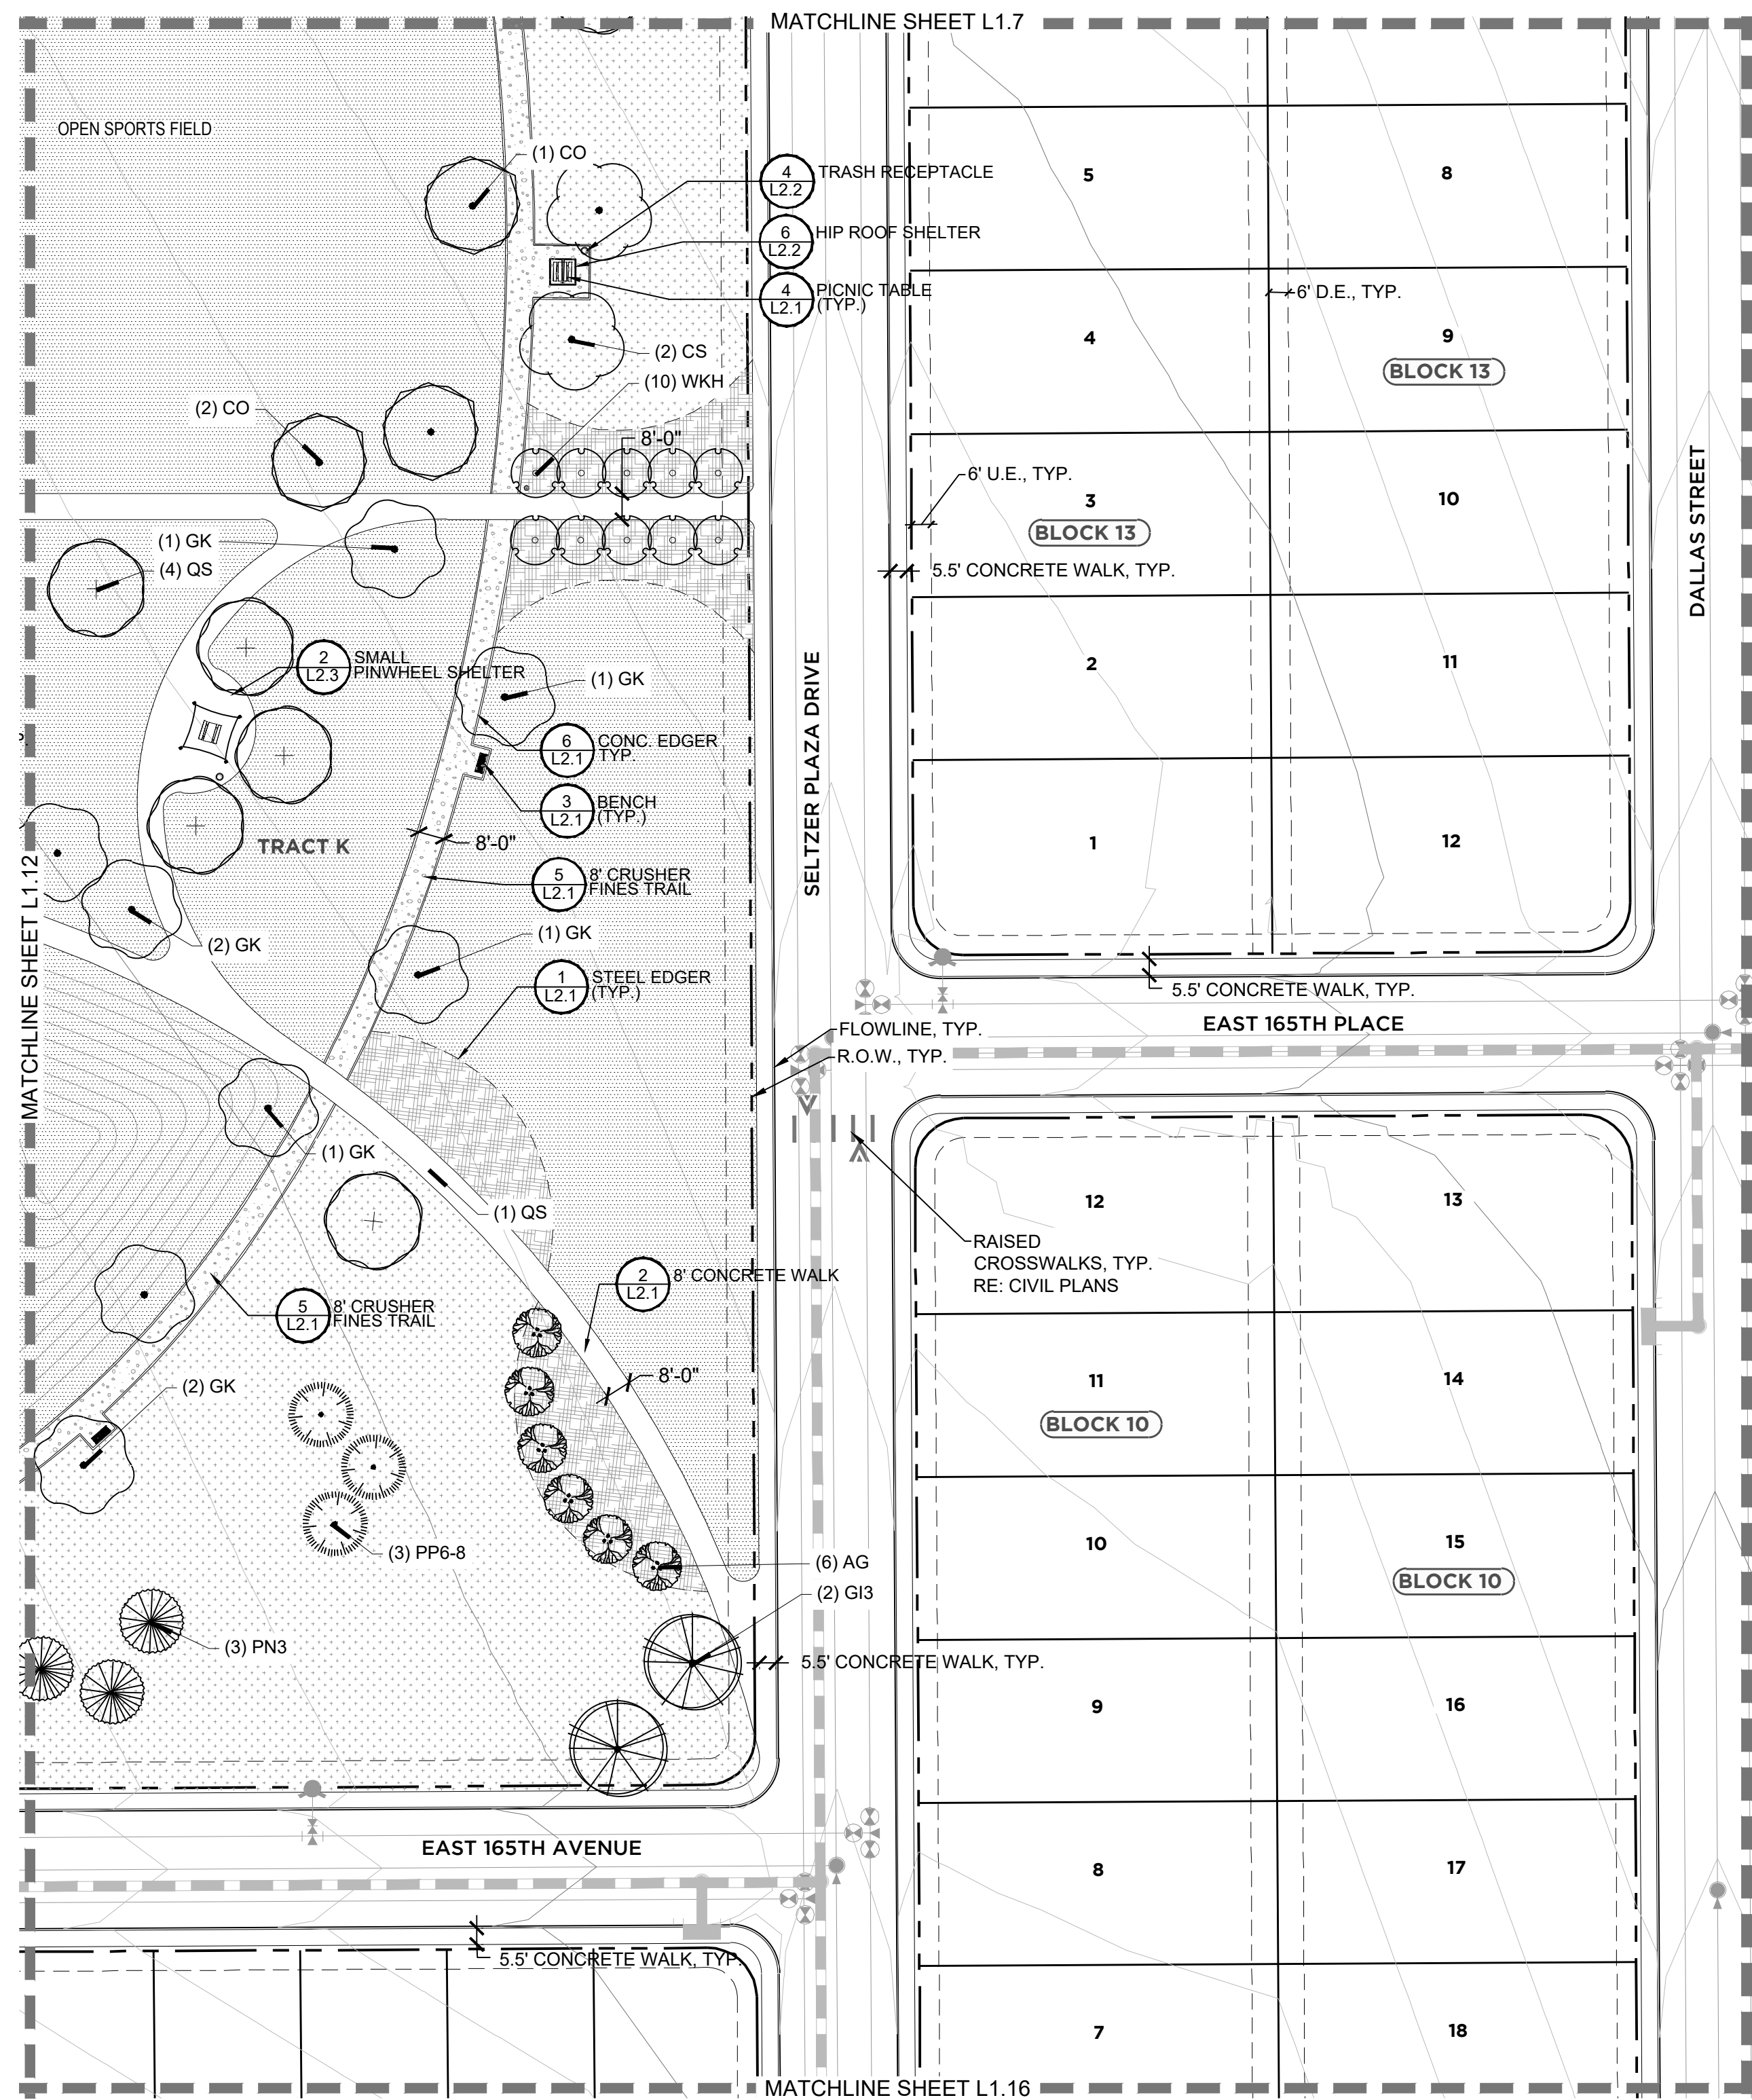 MATCHLINE SHEET L1.7
OPEN SPORTS FIELD
(1) CO
4
L2.2
TRASH RECEPTACLE
6
L2.2
HIP ROOF SHELTER
4
L2.1
PICNIC TABLE
(TYP.)
(2) CS
(10) WKH
(2) CO
8'-0"
(1) GK
(4) QS
2
L2.3
SMALL
PINWHEEL SHELTER
(1) GK
6
L2.1
CONC. EDGER
TYP.
3
L2.1
BENCH
(TYP.)
TRACT K
8'-0"
5
L2.1
8' CRUSHER
FINES TRAIL
(2) GK
(1) GK
1
L2.1
STEEL EDGER
(TYP.)
MATCHLINE SHEET L1.12
(1) GK
(1) QS
2
L2.1
8' CONCRETE WALK
5
L2.1
8' CRUSHER
FINES TRAIL
8'-0"
(2) GK
(3) PP6-8
(6) AG
(2) GI3
(3) PN3
5.5' CONCRETE WALK, TYP.
EAST 165TH AVENUE
5.5' CONCRETE WALK, TYP.
SELTZER PLAZA DRIVE
5
8
6' D.E., TYP.
4
9
BLOCK 13
6' U.E., TYP.
3
BLOCK 13
10
5.5' CONCRETE WALK, TYP.
DALLAS STREET
2
11
1
12
5.5' CONCRETE WALK, TYP.
EAST 165TH PLACE
FLOWLINE, TYP.
R.O.W., TYP.
12
13
RAISED
CROSSWALKS, TYP.
RE: CIVIL PLANS
11
BLOCK 10
14
10
15
BLOCK 10
9
16
8
17
7
18
MATCHLINE SHEET L1.16